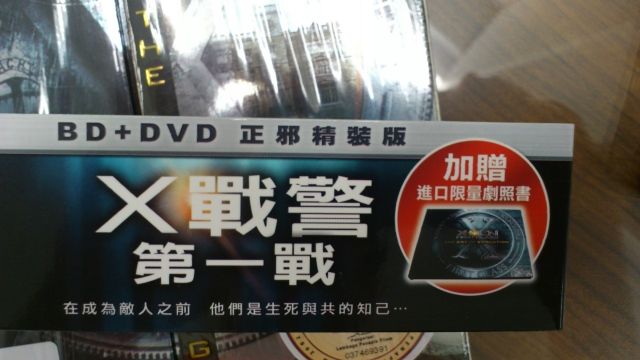 THE
BD+DVD 正邪精裝版
X戰警
第一戰
在成為敵人之前 他們是生死與共的知己…
加贈
進口限量劇照書
G
037469391